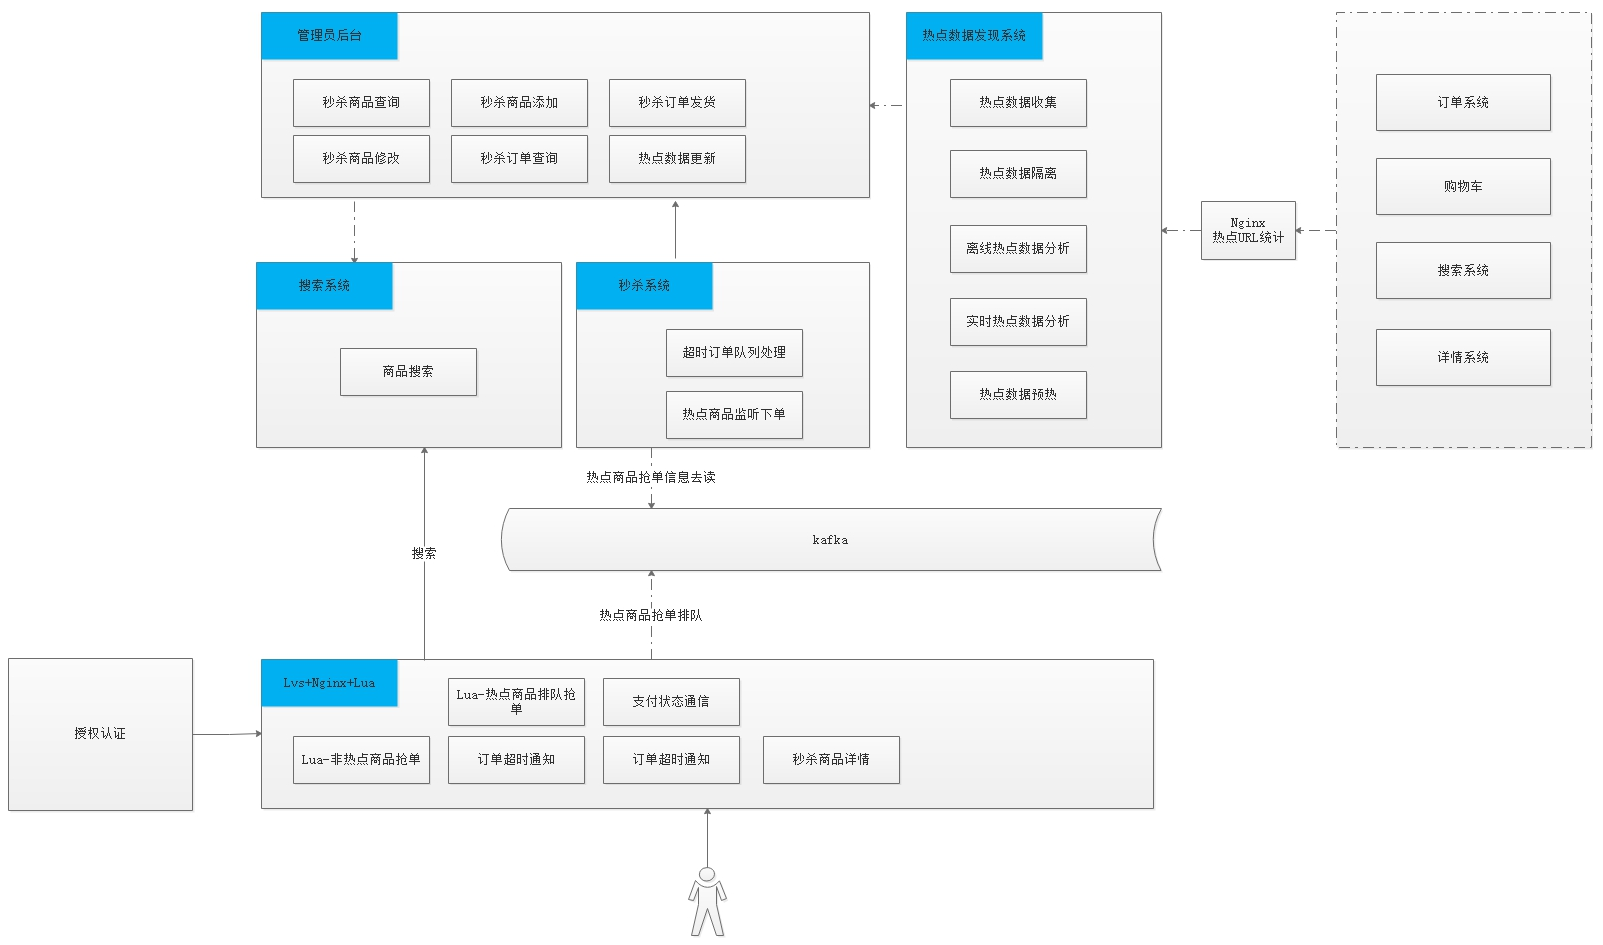 管理员后台
秒杀商品查询
秒杀商品添加
秒杀订单发货
秒杀商品修改
秒杀订单查询
热点数据更新
热点数据发现系统
热点数据收集
热点数据隔离
离线热点数据分析
实时热点数据分析
热点数据预热
Nginx
热点URL统计
订单系统
购物车
搜索系统
详情系统
搜索系统
商品搜索
秒杀系统
超时订单队列处理
热点商品监听下单
热点商品抢单信息去读
kafka
搜索
热点商品抢单排队
授权认证
Lvs+Nginx+Lua
Lua-热点商品排队抢
单
支付状态通信
Lua-非热点商品抢单
订单超时通知
订单超时通知
秒杀商品详情